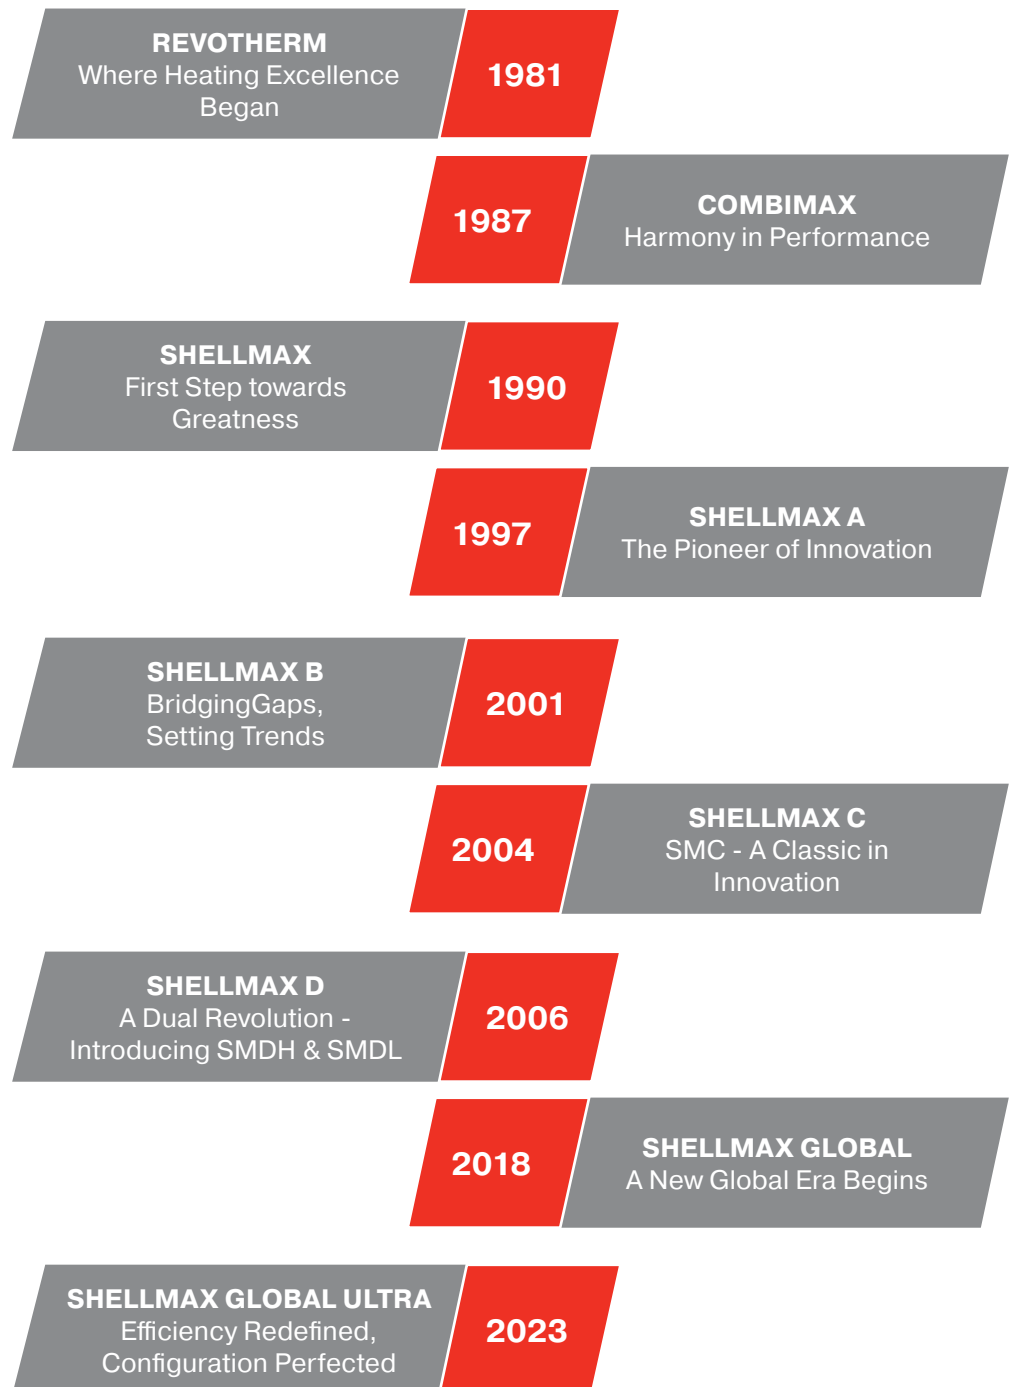 REVOTHERM
Where Heating Excellence
Began
1981
1987
COMBIMAX
Harmony in Performance
SHELLMAX
First Step towards
Greatness
1990
1997
SHELLMAX A
The Pioneer of Innovation
SHELLMAX B
BridgingGaps,
Setting Trends
2001
2004
SHELLMAX C
SMC - A Classic in
Innovation
SHELLMAX D
A Dual Revolution -
Introducing SMDH & SMDL
2006
2018
SHELLMAX GLOBAL
A New Global Era Begins
SHELLMAX GLOBAL ULTRA
Efficiency Redefined,
Configuration Perfected
2023